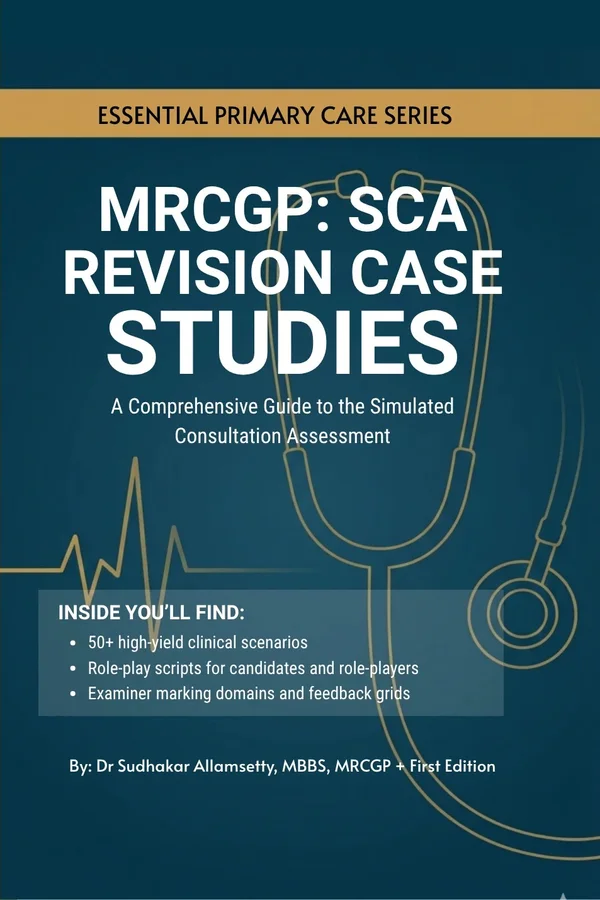 ESSENTIAL PRIMARY CARE SERIES
MRCGP: SCA
REVISION CASE
STUDIES
A Comprehensive Guide to the Simulated
Consultation Assessment
INSIDE YOU’LL FIND:
• 50+ high-yield clinical scenarios
• Role-play scripts for candidates and role-players
• Examiner marking domains and feedback grids
By: Dr Sudhakar Allamsetty, MBBS, MRCGP + First Edition